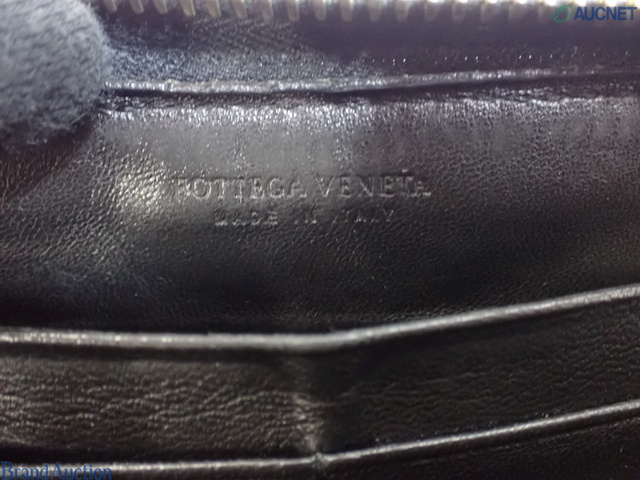 AUCNET
BOTTEGA VENETA
MADE IN ITALY
BrandAuction